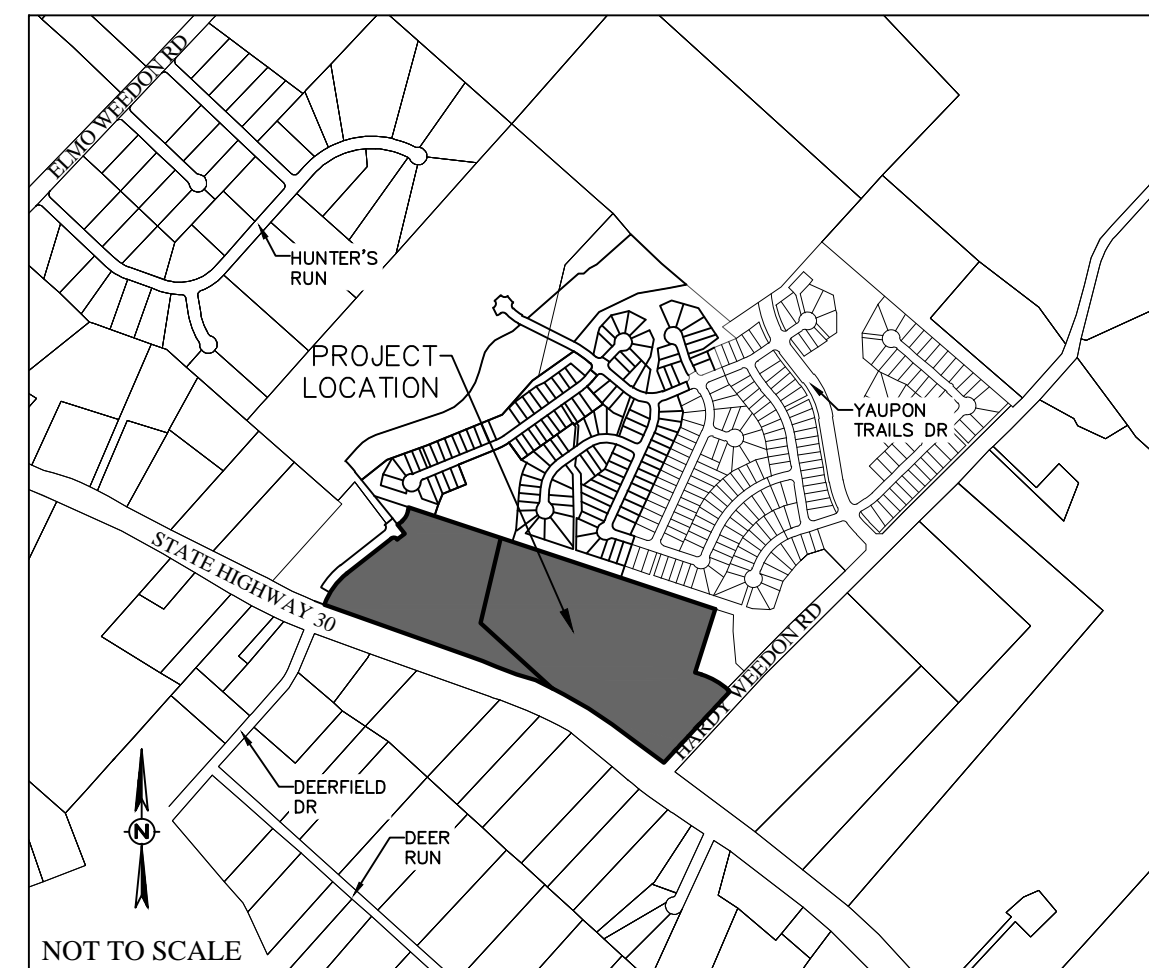 ELMO WEEDON RD
HUNTER'S
RUN
PROJECT
LOCATION
YAUPON
TRAILS DR
STATE HIGHWAY 30
HARDY WEEDON RD
DEERFIELD
DR
DEER
RUN
N
NOT TO SCALE